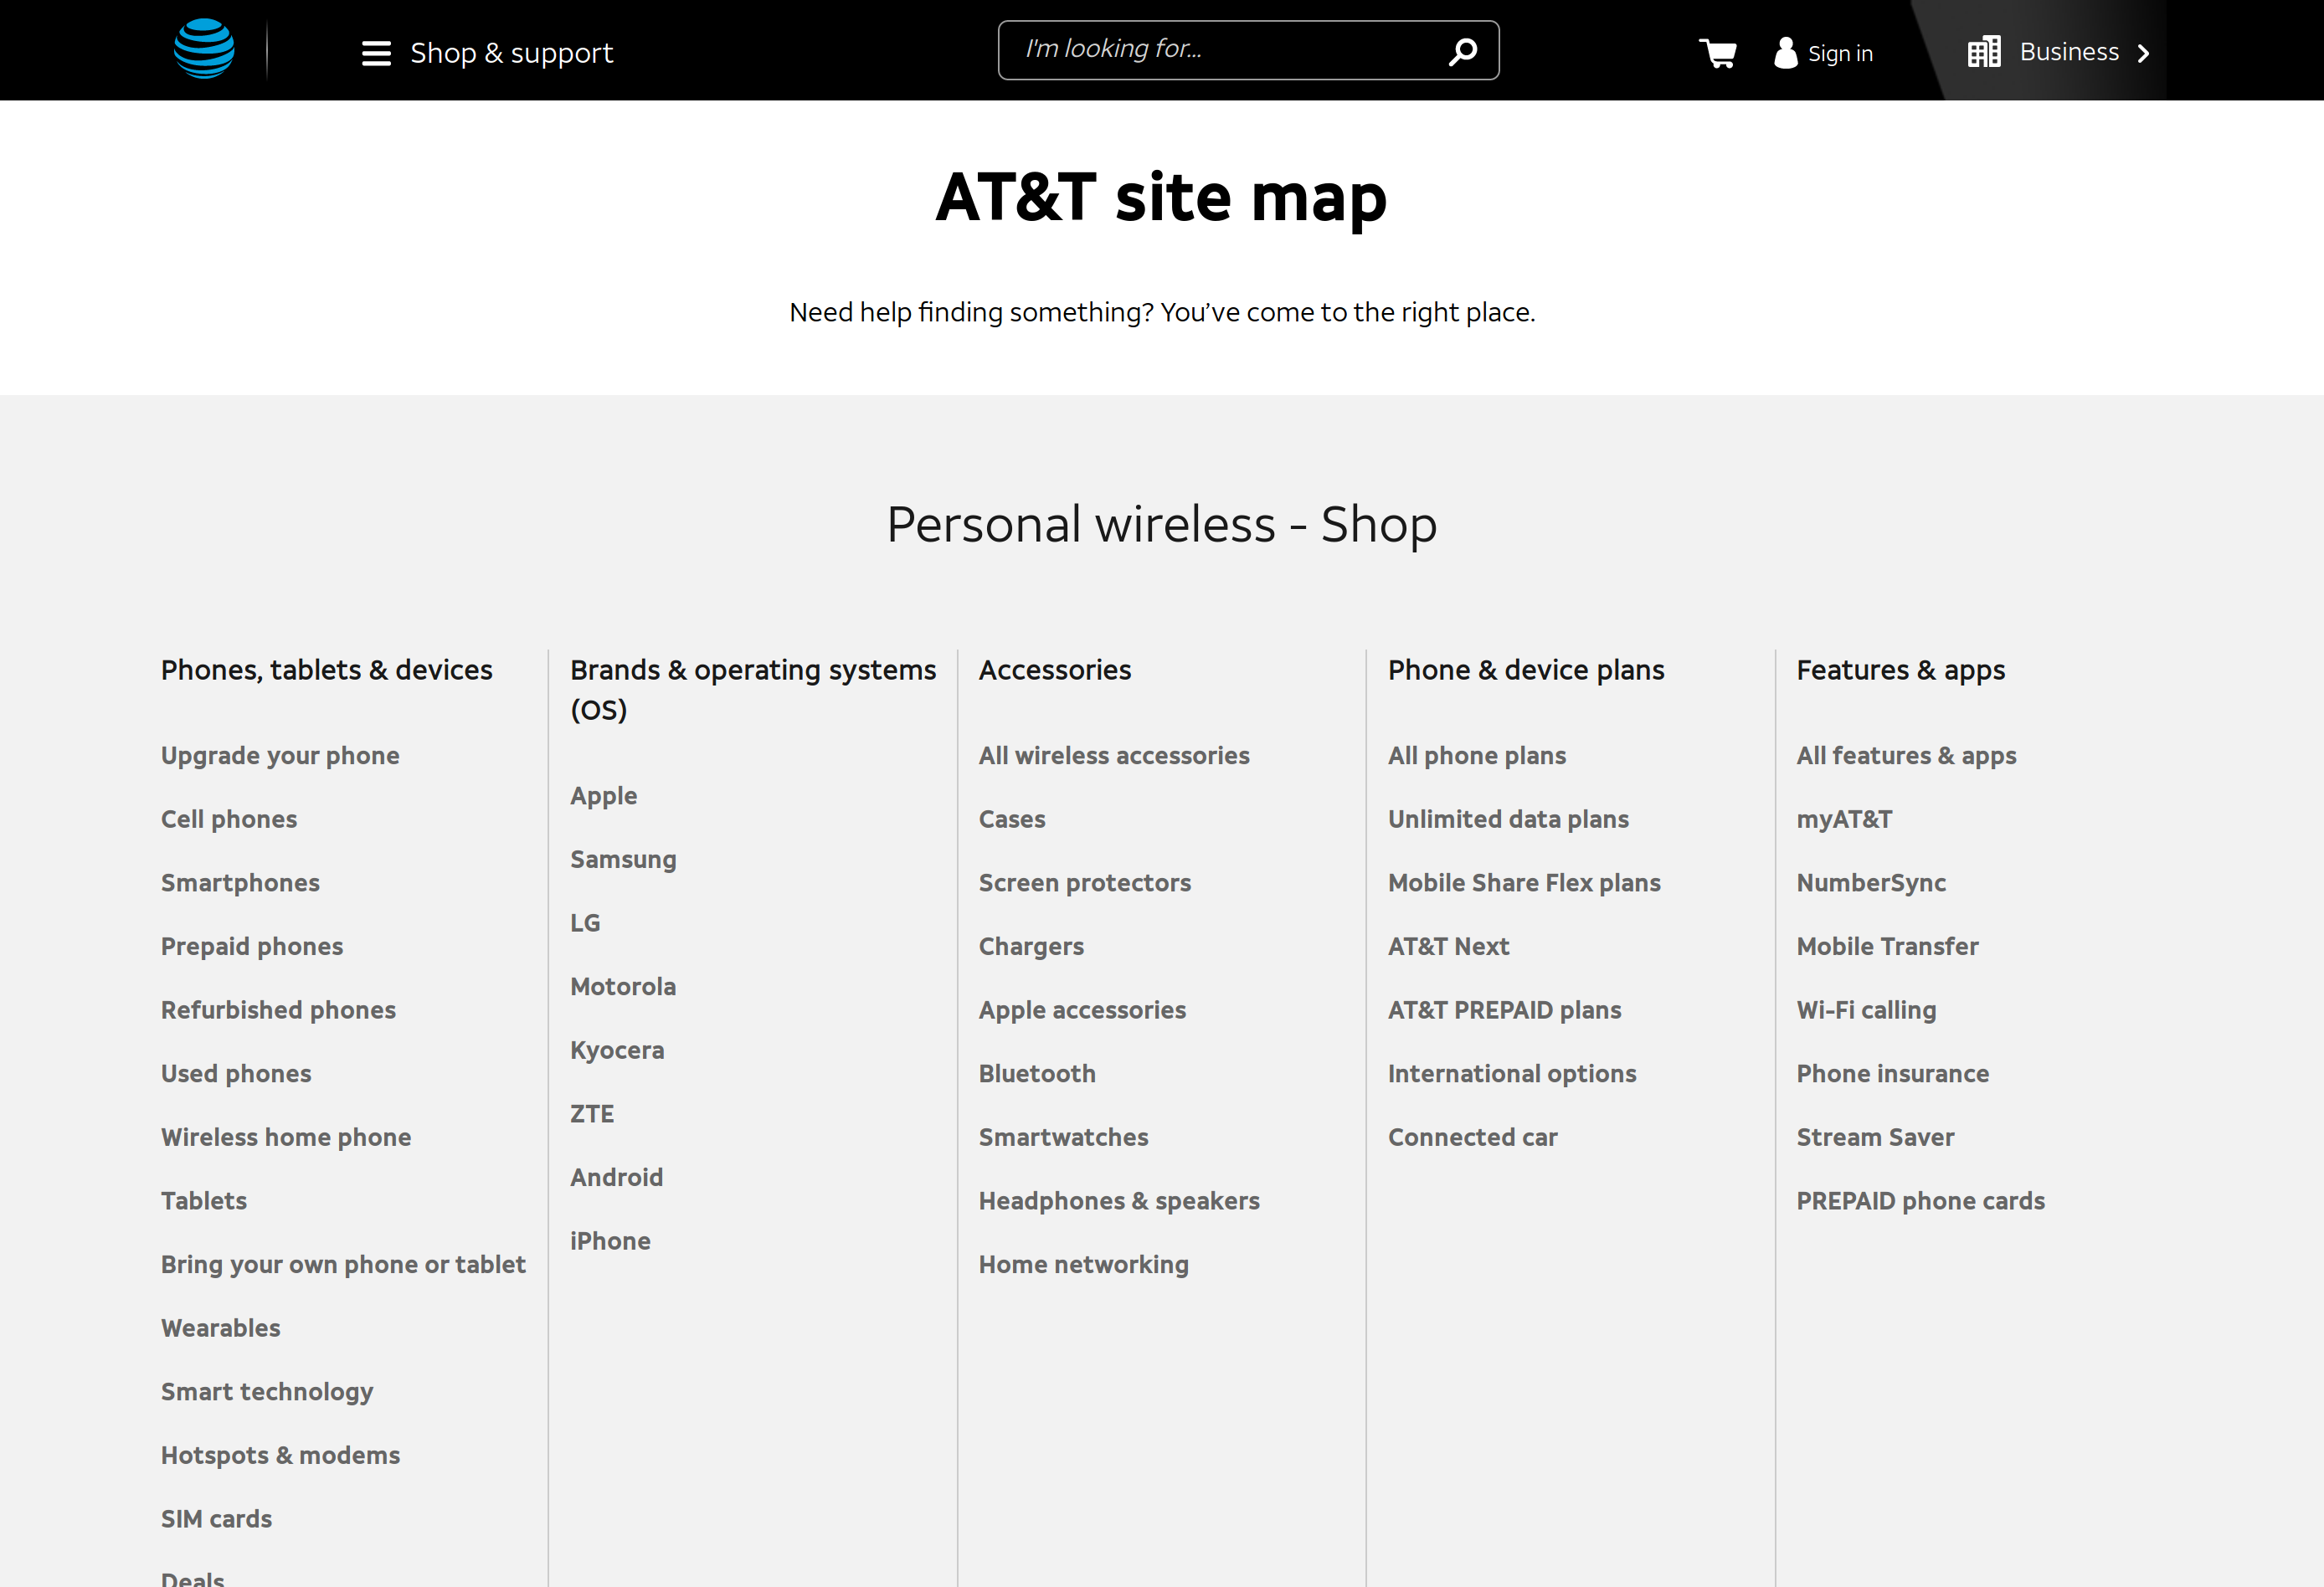 Shop & support
I'm looking for...
Sign in
Business
AT&T site map
Need help finding something? You’ve come to the right place.
Personal wireless - Shop
Phones, tablets & devices
Upgrade your phone
Cell phones
Smartphones
Prepaid phones
Refurbished phones
Used phones
Wireless home phone
Tablets
Bring your own phone or tablet
Wearables
Smart technology
Hotspots & modems
SIM cards
Deals
Brands & operating systems
(OS)
Apple
Samsung
LG
Motorola
Kyocera
ZTE
Android
iPhone
Accessories
All wireless accessories
Cases
Screen protectors
Chargers
Apple accessories
Bluetooth
Smartwatches
Headphones & speakers
Home networking
Phone & device plans
All phone plans
Unlimited data plans
Mobile Share Flex plans
AT&T Next
AT&T PREPAID plans
International options
Connected car
Features & apps
All features & apps
myAT&T
NumberSync
Mobile Transfer
Wi-Fi calling
Phone insurance
Stream Saver
PREPAID phone cards